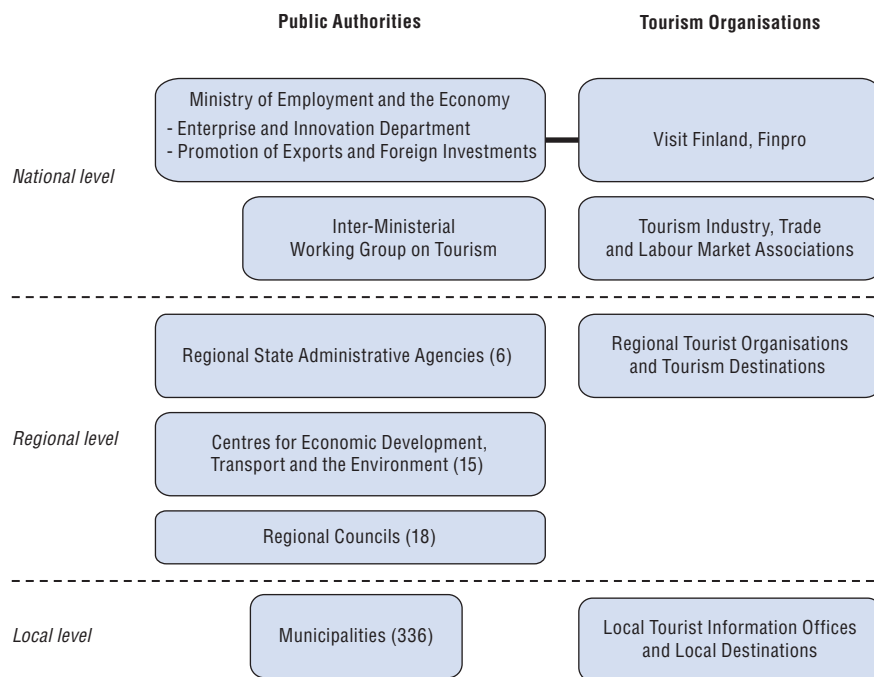 Public Authorities
Tourism Organisations
National level
Ministry of Employment and the Economy
- Enterprise and Innovation Department
- Promotion of Exports and Foreign Investments
Visit Finland, Finpro
Inter-Ministerial
Working Group on Tourism
Tourism Industry, Trade
and Labour Market Associations
Regional level
Regional State Administrative Agencies (6)
Regional Tourist Organisations
and Tourism Destinations
Centres for Economic Development,
Transport and the Environment (15)
Regional Councils (18)
Local level
Municipalities (336)
Local Tourist Information Offices
and Local Destinations